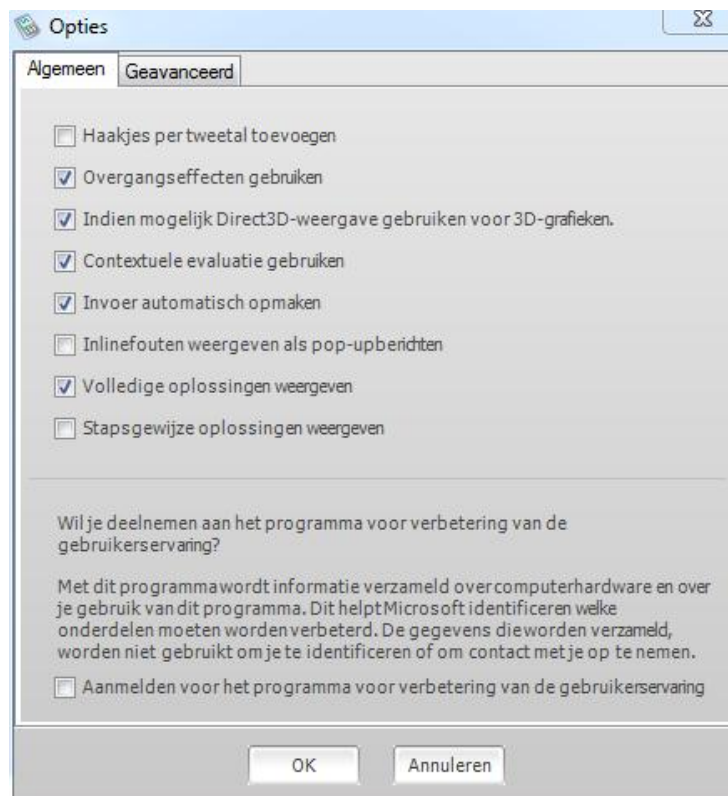 Opties
Algemeen Geavanceerd
Haakjes per tweetal toevoegen
Overgangseffecten gebruiken
Indien mogelijk Direct3D-weergave gebruiken voor 3D-grafieken.
Contextuele evaluatie gebruiken
Invoer automatisch opmaken
Inlinefouten weergeven als pop-upberichten
Volledige oplossingen weergeven
Stapsgewijze oplossingen weergeven
Wil je deelnemen aan het programma voor verbetering van de
gebruikerservaring?
Met dit programma wordt informatie verzameld over computerhardware en over
je gebruik van dit programma. Dit helpt Microsoft identificeren welke
onderdelen moeten worden verbeterd. De gegevens die worden verzameld,
worden niet gebruikt om je te identificeren of om contact met je op te nemen.
Aanmelden voor het programma voor verbetering van de gebruikerservaring
OK Annuleren